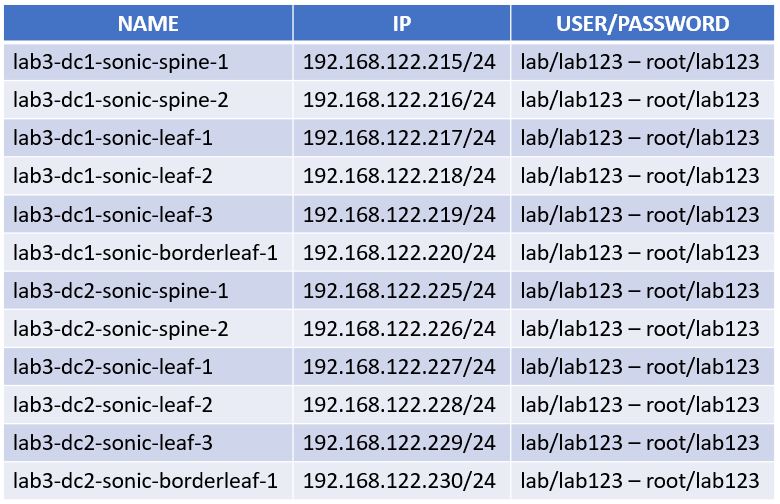 NAME IP USER/PASSWORD
lab3-dc1-sonic-spine-1 192.168.122.215/24 lab/lab123 – root/lab123
lab3-dc1-sonic-spine-2 192.168.122.216/24 lab/lab123 – root/lab123
lab3-dc1-sonic-leaf-1 192.168.122.217/24 lab/lab123 – root/lab123
lab3-dc1-sonic-leaf-2 192.168.122.218/24 lab/lab123 – root/lab123
lab3-dc1-sonic-leaf-3 192.168.122.219/24 lab/lab123 – root/lab123
lab3-dc1-sonic-borderleaf-1 192.168.122.220/24 lab/lab123 – root/lab123
lab3-dc2-sonic-spine-1 192.168.122.225/24 lab/lab123 – root/lab123
lab3-dc2-sonic-spine-2 192.168.122.226/24 lab/lab123 – root/lab123
lab3-dc2-sonic-leaf-1 192.168.122.227/24 lab/lab123 – root/lab123
lab3-dc2-sonic-leaf-2 192.168.122.228/24 lab/lab123 – root/lab123
lab3-dc2-sonic-leaf-3 192.168.122.229/24 lab/lab123 – root/lab123
lab3-dc2-sonic-borderleaf-1 192.168.122.230/24 lab/lab123 – root/lab123